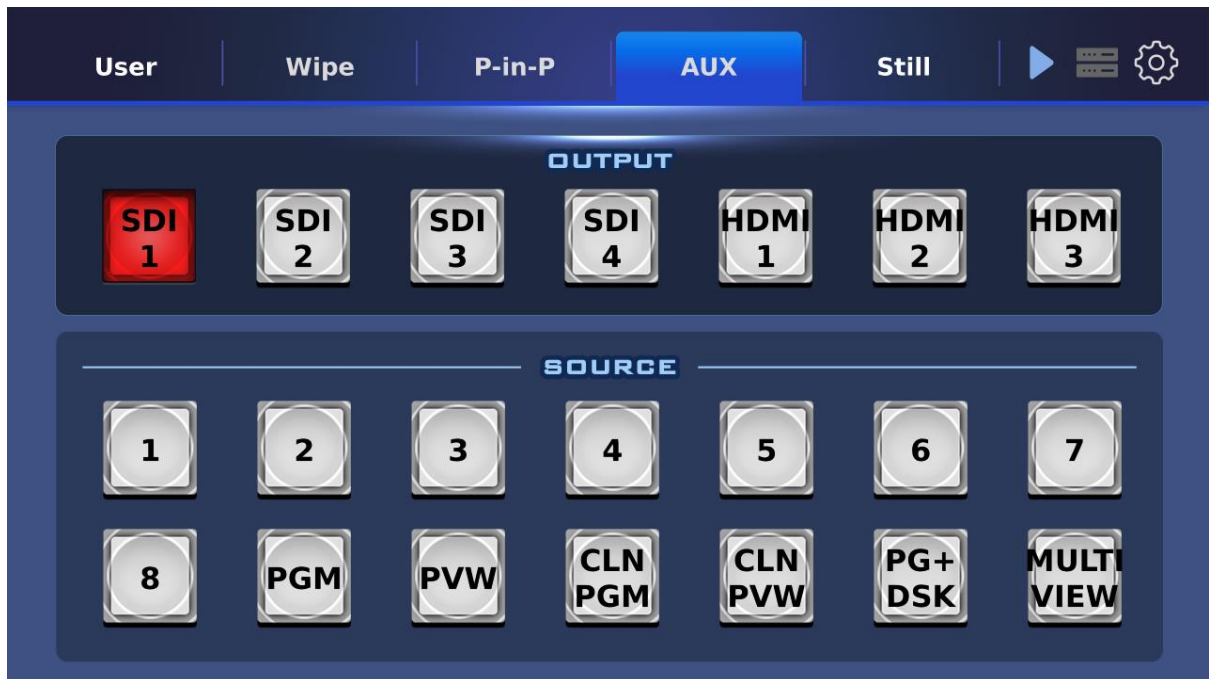 User Wipe P-in-P AUX Still
OUTPUT
SDI 1 SDI 2 SDI 3 SDI 4 HDMI 1 HDMI 2 HDMI 3
SOURCE
1 2 3 4 5 6 7
8 PGM PVW CLN PGM CLN PVW PG+ DSK MULTI VIEW